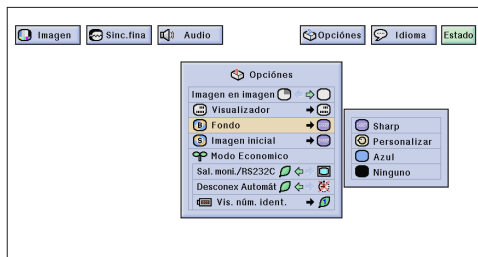 Imagen
Sinc.fina
Audio
Opciónes
Idioma
Estado
Opciónes
Imagen en imagen
Visualizador
B Fondo
S Imagen inicial
Modo Economico
Sal. moni./RS232C
Desconex Automát
Vis. núm. ident.
Sharp
Personalizar
Azul
Ninguno